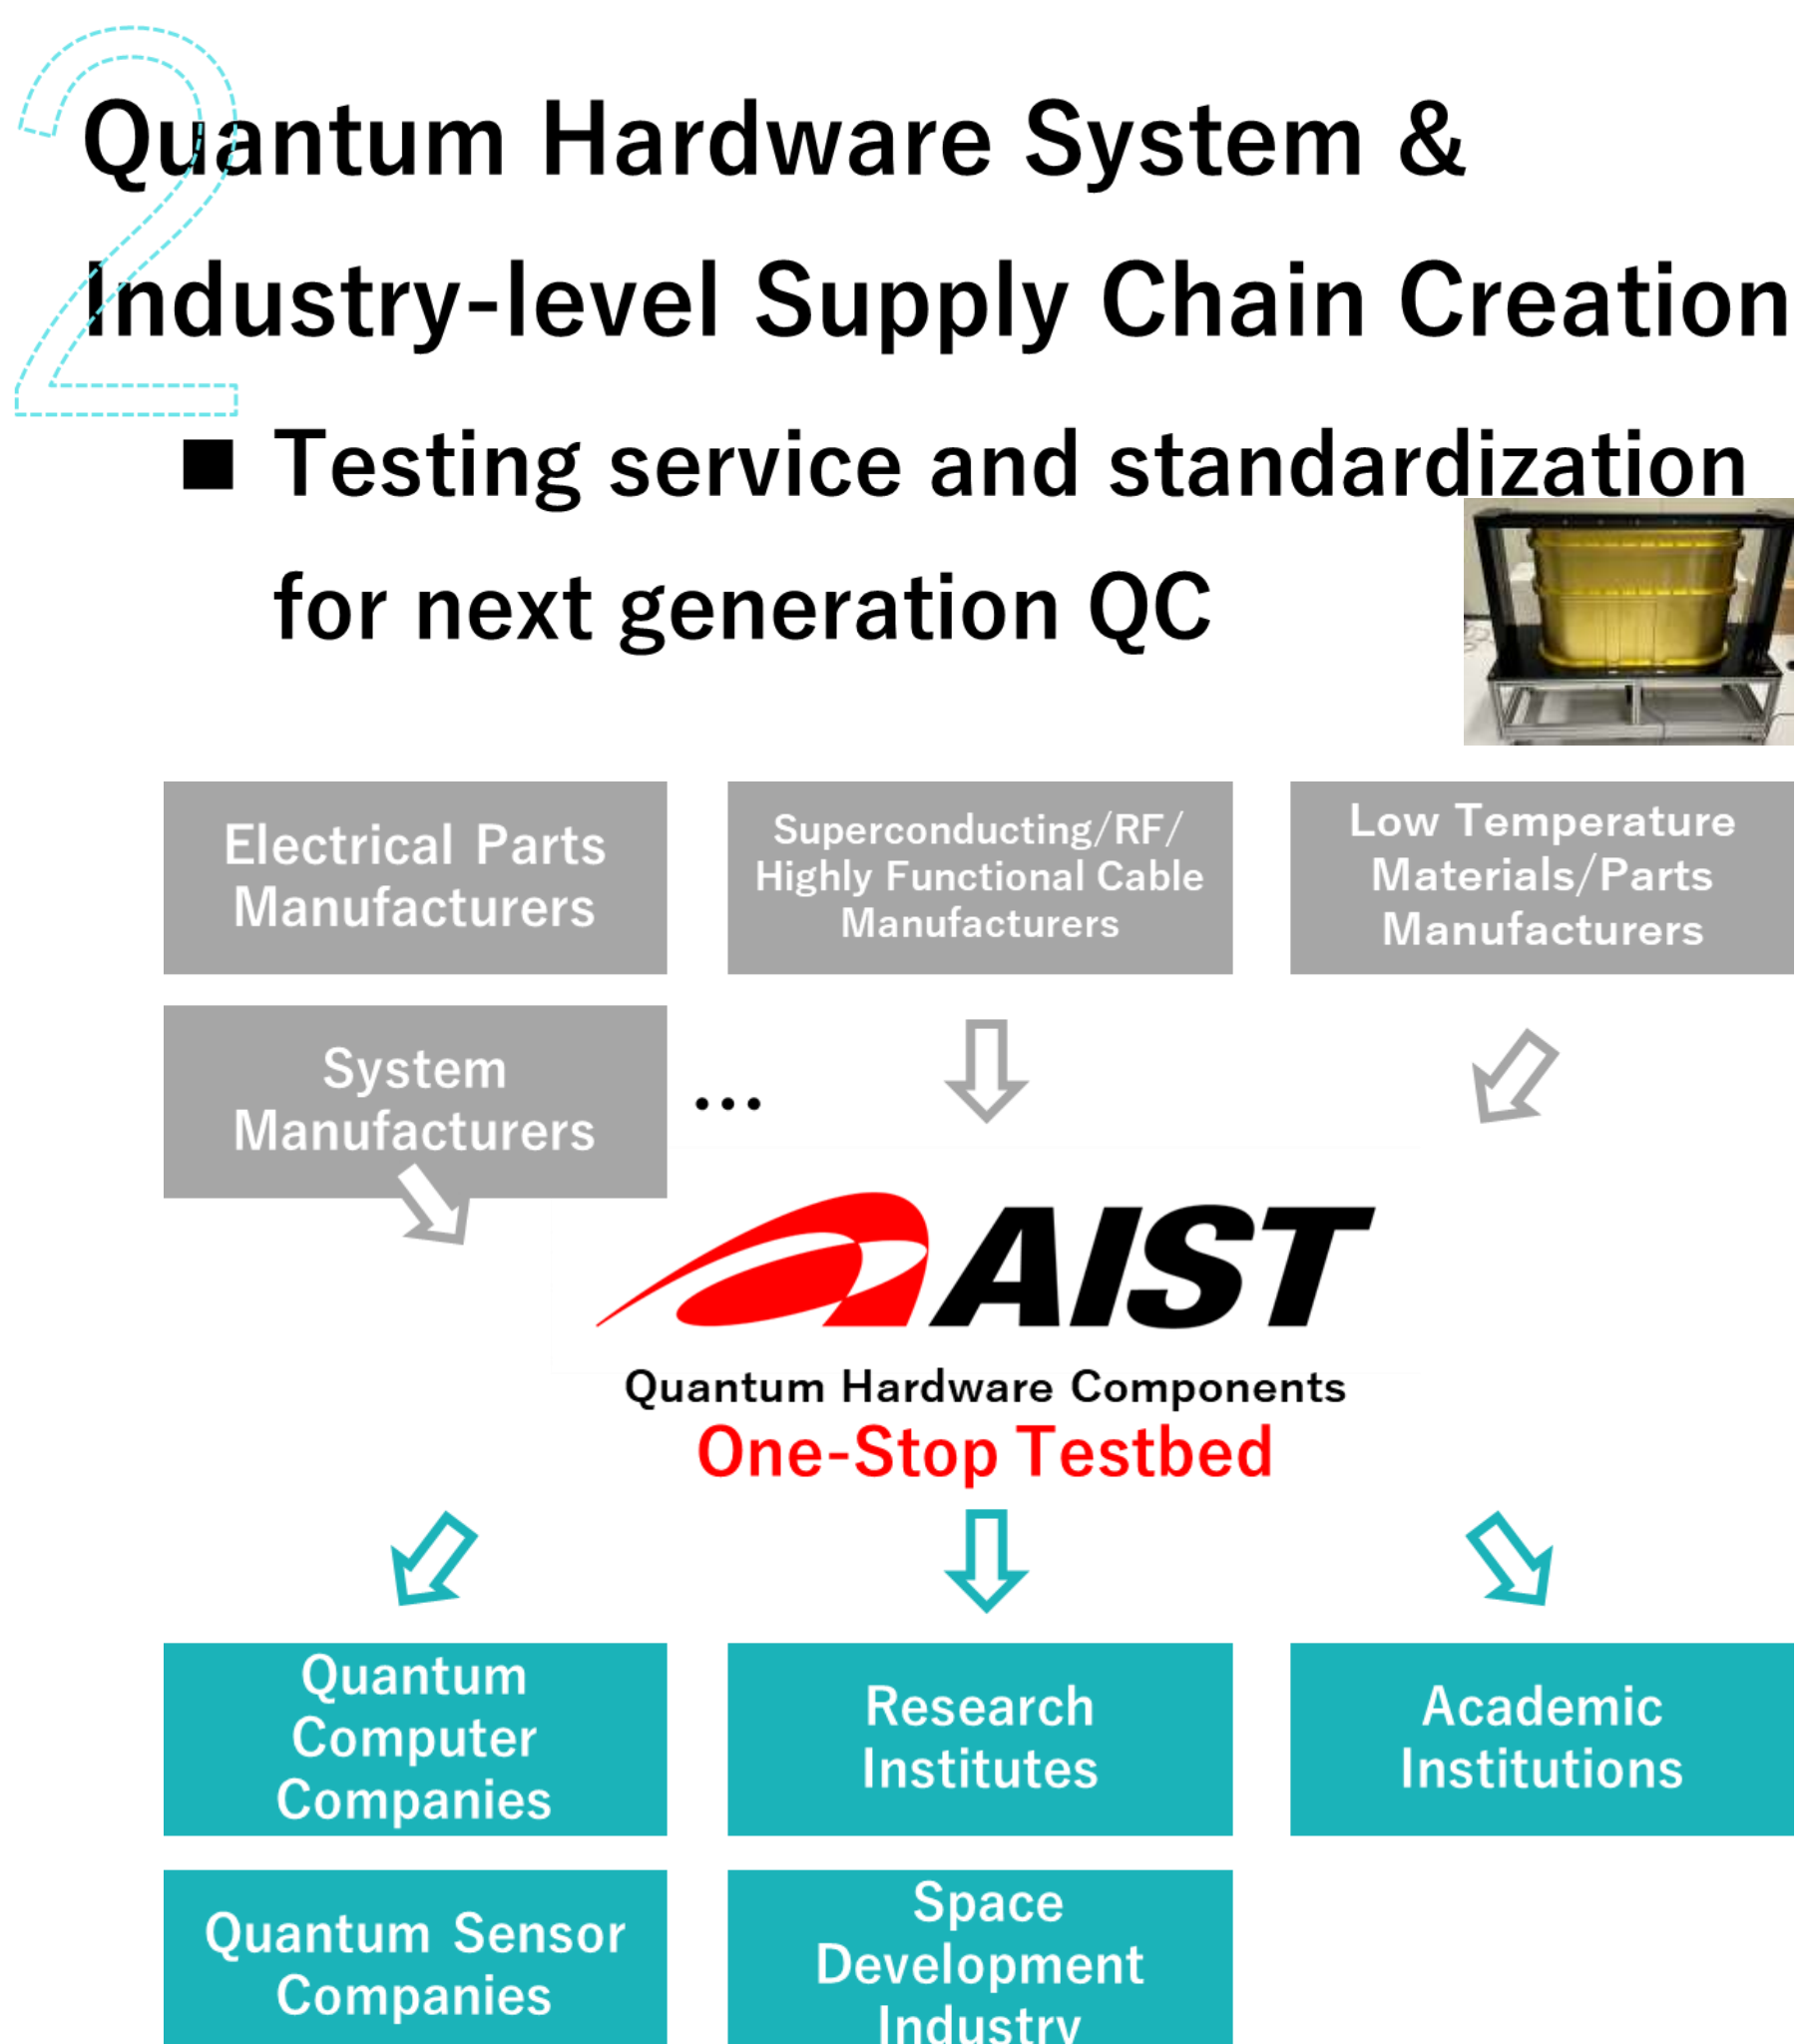 2
Quantum Hardware System &
Industry-level Supply Chain Creation
■ Testing service and standardization
for next generation QC
Electrical Parts
Manufacturers
Superconducting/RF/
Highly Functional Cable
Manufacturers
Low Temperature
Materials/Parts
Manufacturers
System
Manufacturers
...
AIST
Quantum Hardware Components
One-Stop Testbed
Quantum
Computer
Companies
Research
Institutes
Academic
Institutions
Quantum Sensor
Companies
Space
Development
Industry